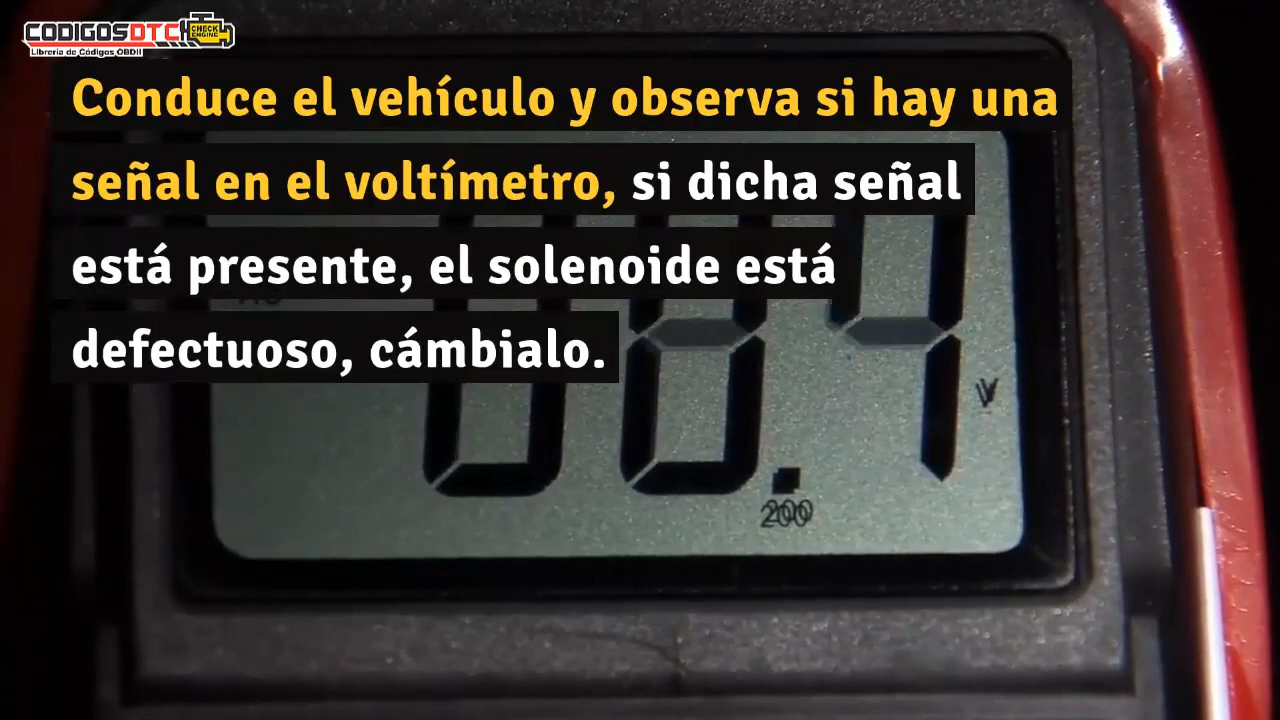 CODIGOSDTC
CHECK
ENGINE
Librería de Códigos OBDII
Conduce el vehículo y observa si hay una
señal en el voltímetro, si dicha señal
está presente, el solenoide está
defectuoso, cámbialo.
V
200